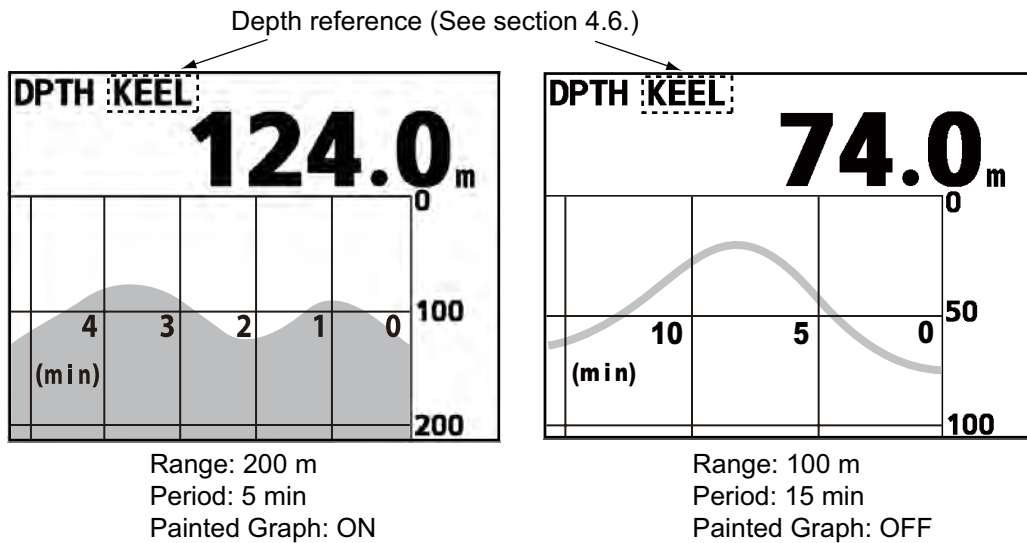 Depth reference (See section 4.6.)
DPTH KEEL
124.0 m
0
100
4 3 2 1 0
(min)
200
Range: 200 m
Period: 5 min
Painted Graph: ON
DPTH KEEL
74.0 m
0
50
10 5 0
(min)
100
Range: 100 m
Period: 15 min
Painted Graph: OFF